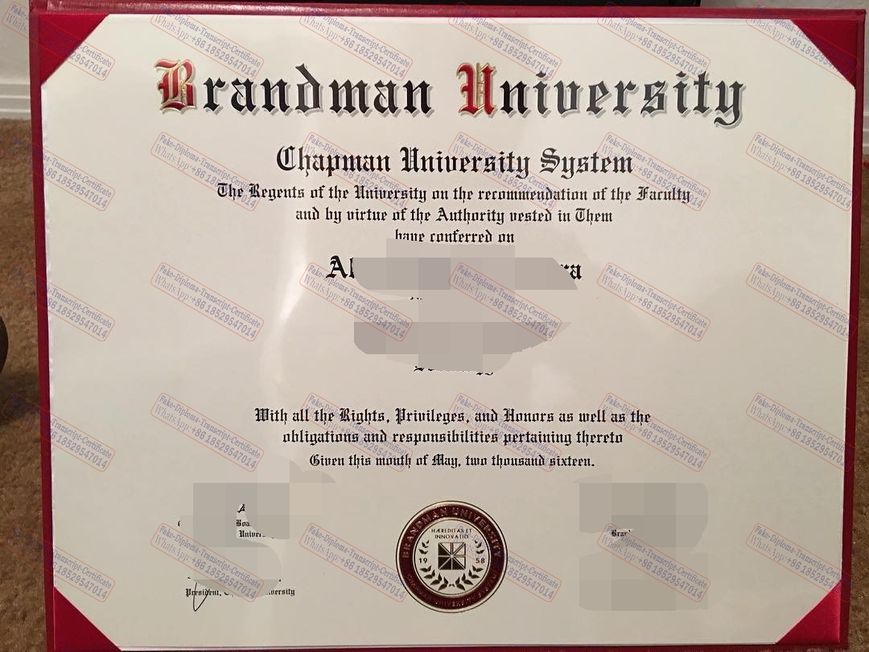 Brandman University
Chapman University System
The Regents of the University on the recommendation of the Faculty
and by virtue of the Authority vested in Them
have conferred on
With all the Rights, Privileges, and Honors as well as the
obligations and responsibilities pertaining thereto
Given this month of May, two thousand sixteen.
BRANDMAN UNIVERSITY
HÆREDITAS ET
INNOVATIO
19 58
President,
Fake-Diploma-Transcript-Certificate
WhatsApp:+86 18529547014